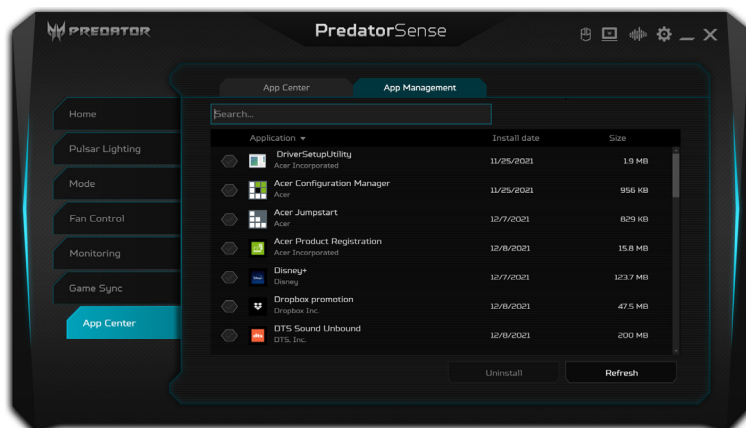 PREDATOR
PredatorSense
App Center App Management
Search...
Home
Pulsar Lighting
Mode
Fan Control
Monitoring
Game Sync
App Center
Application Install date Size
DriverSetupUtility 11/25/2021 1.9 MB
Acer Incorporated
Acer Configuration Manager 11/25/2021 956 KB
Acer
Acer Jumpstart 12/7/2021 829 KB
Acer
Acer Product Registration 12/8/2021 15.8 MB
Acer Incorporated
Disney+ 12/7/2021 123.7 MB
Disney
Dropbox promotion 12/8/2021 47.5 MB
Dropbox Inc.
DTS Sound Unbound 12/8/2021 200 MB
DTS, Inc.
Uninstall Refresh